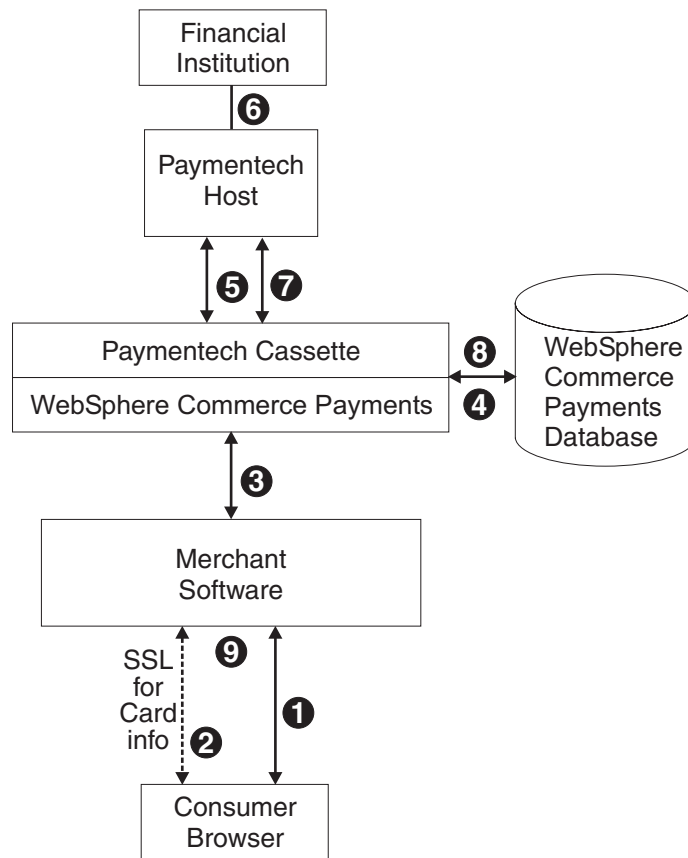 Financial
Institution
6
Paymentech
Host
5
7
Paymentech Cassette
WebSphere Commerce Payments
8
4
WebSphere
Commerce
Payments
Database
3
Merchant
Software
9
SSL
for
Card
info
2
1
Consumer
Browser